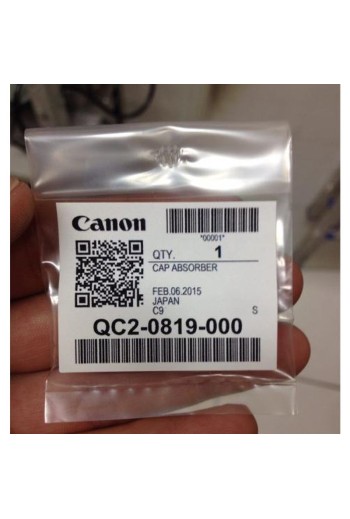 Canon
*00001*
QTY. 1
CAP ABSORBER
FEB.06.2015
JAPAN
C9 S
QC2-0819-000